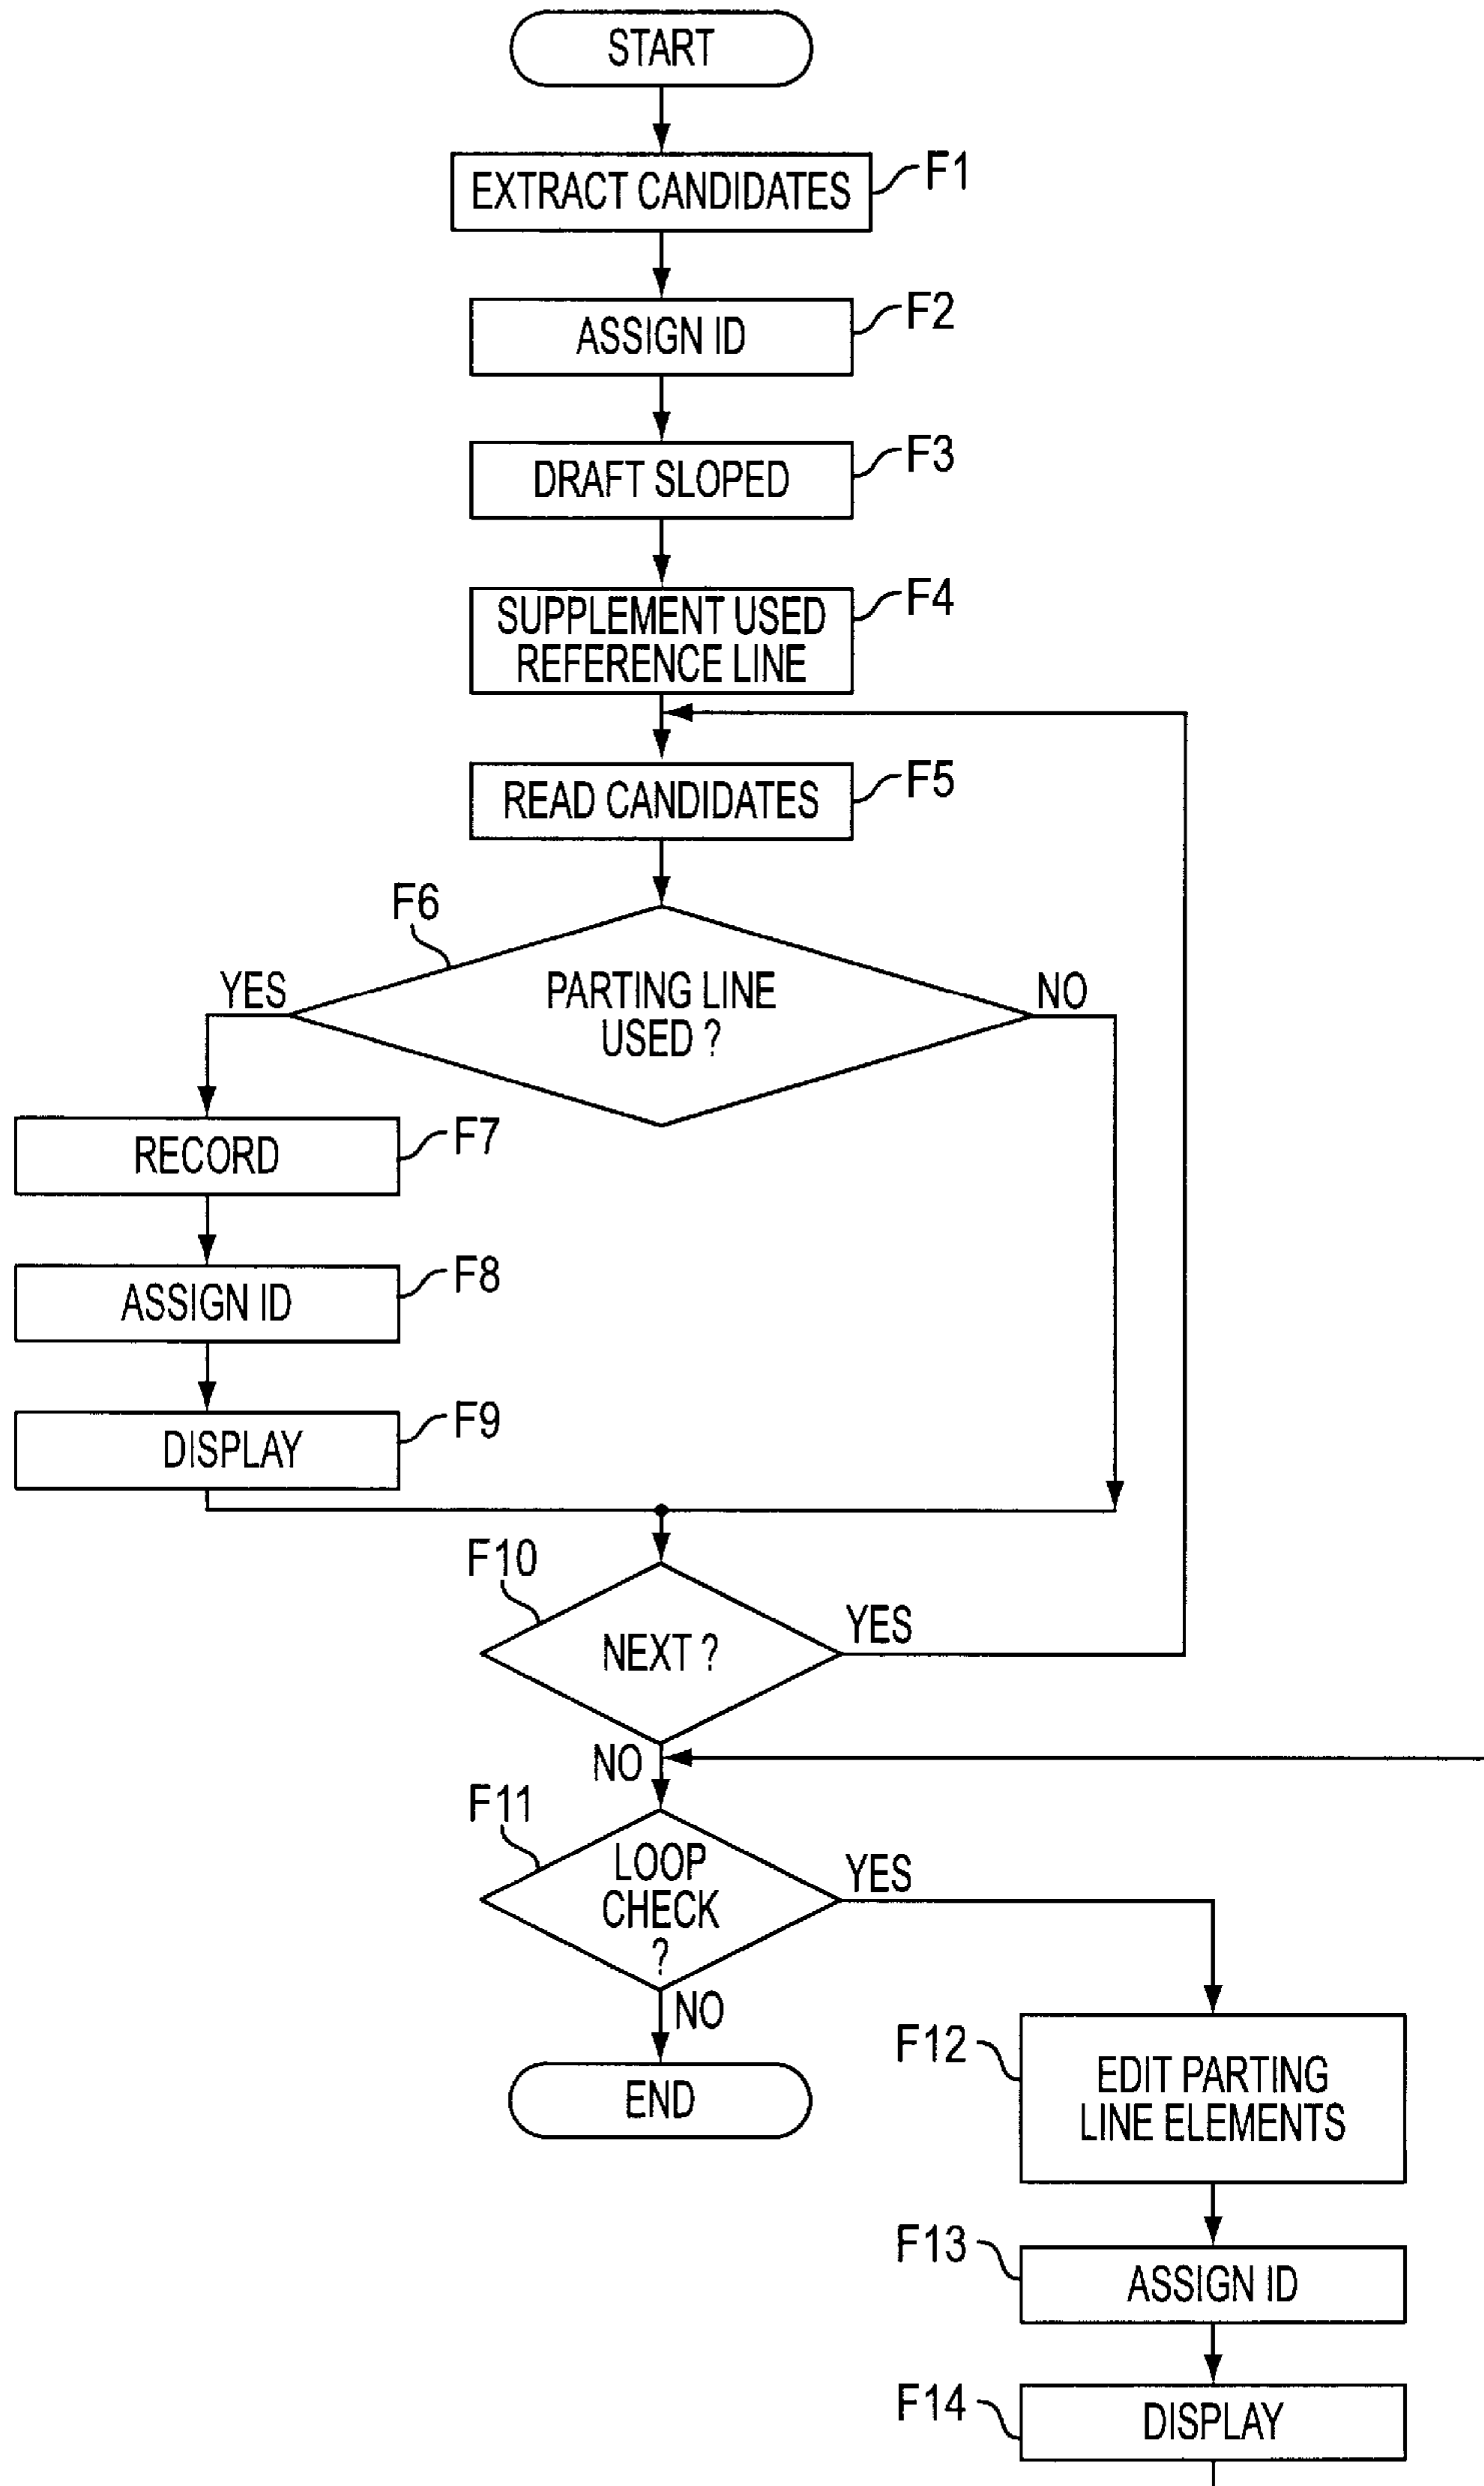 START
EXTRACT CANDIDATES
F1
ASSIGN ID
F2
DRAFT SLOPED
F3
SUPPLEMENT USED
REFERENCE LINE
F4
READ CANDIDATES
F5
F6
YES
PARTING LINE
USED ?
NO
RECORD
F7
ASSIGN ID
F8
DISPLAY
F9
F10
NEXT ?
YES
NO
F11
LOOP
CHECK
?
YES
NO
END
F12
EDIT PARTING
LINE ELEMENTS
F13
ASSIGN ID
F14
DISPLAY